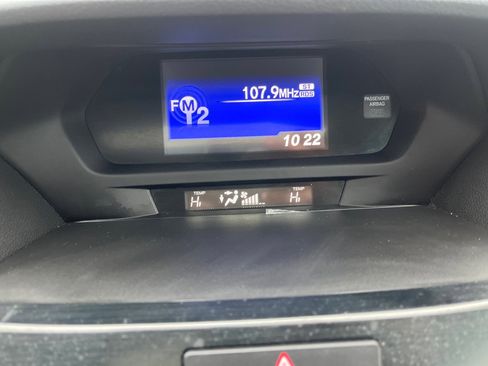 107.9MHz ST RDS
FM 2
PASSENGER
AIRBAG
10 22
TEMP TEMP
Hi Hi